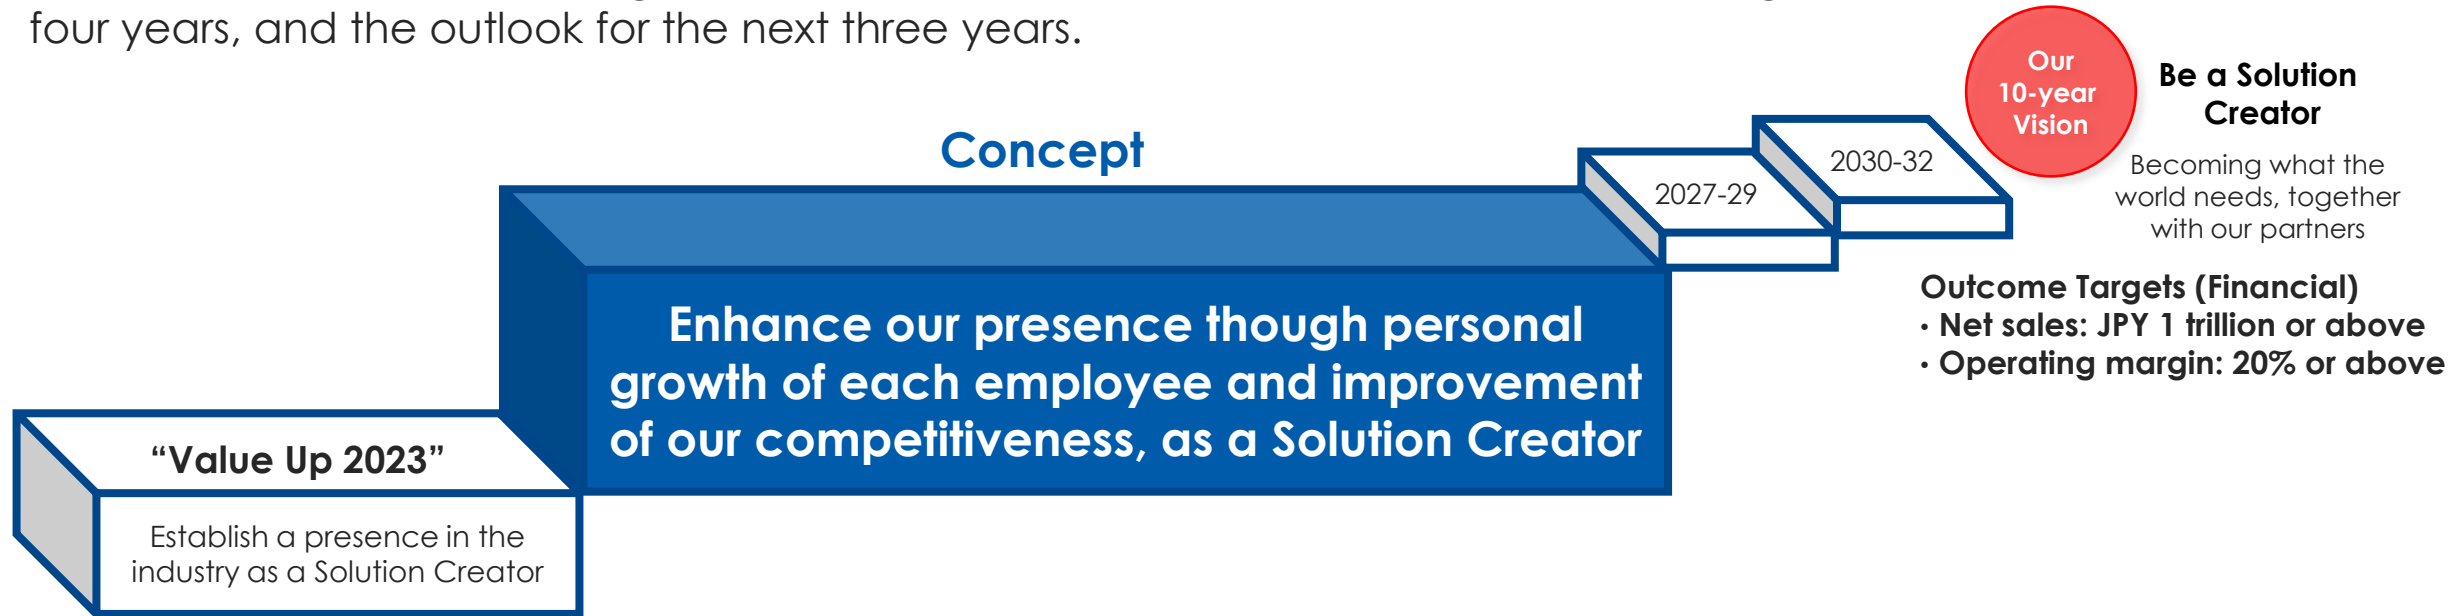 four years, and the outlook for the next three years.
Our
10-year
Vision
Be a Solution
Creator
Becoming what the
world needs, together
with our partners
Concept
2030-32
2027-29
Outcome Targets (Financial)
・Net sales: JPY 1 trillion or above
・Operating margin: 20% or above
Enhance our presence though personal
growth of each employee and improvement
of our competitiveness, as a Solution Creator
“Value Up 2023”
Establish a presence in the
industry as a Solution Creator